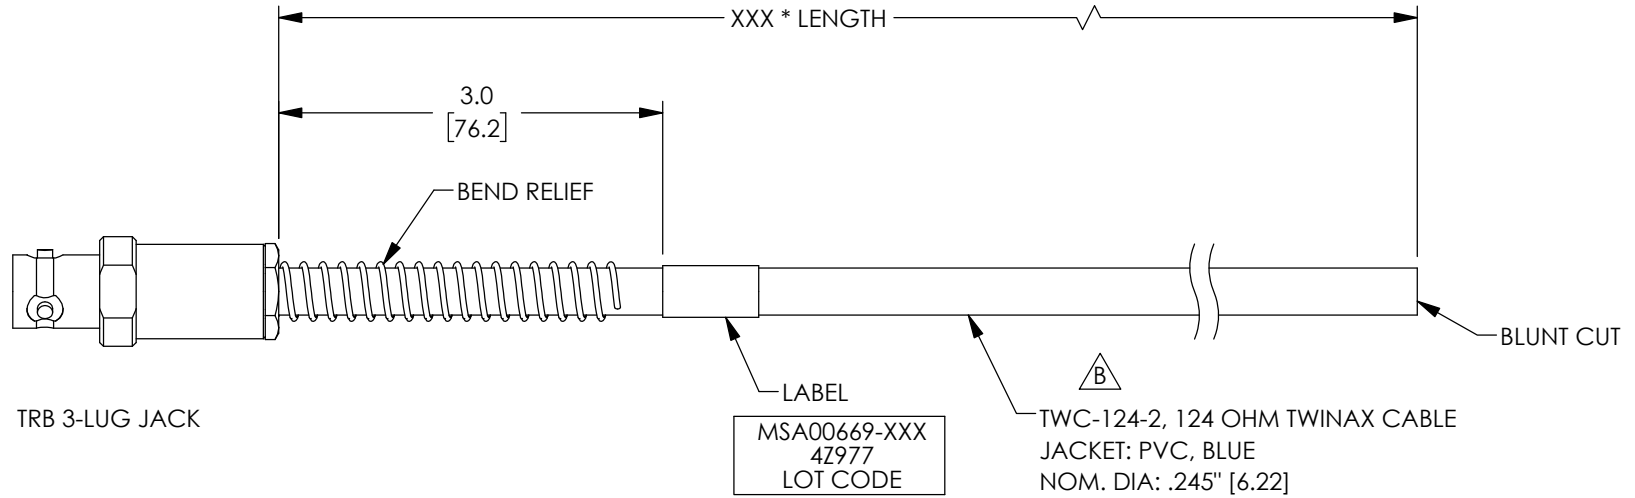 XXX * LENGTH
3.0
[76.2]
BEND RELIEF
BLUNT CUT
B
LABEL
TRB 3-LUG JACK
MSA00669-XXX
4Z977
LOT CODE
TWC-124-2, 124 OHM TWINAX CABLE
JACKET: PVC, BLUE
NOM. DIA: .245" [6.22]